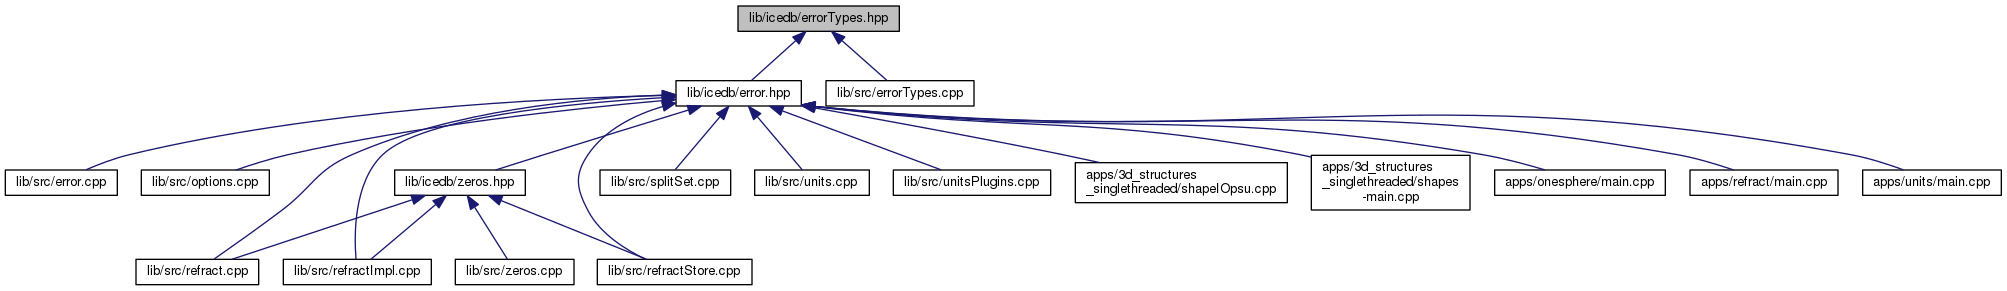 lib/icedb/errorTypes.hpp
lib/icedb/error.hpp
lib/src/errorTypes.cpp
lib/src/error.cpp
lib/src/options.cpp
lib/icedb/zeros.hpp
lib/src/splitSet.cpp
lib/src/units.cpp
lib/src/unitsPlugins.cpp
apps/3d_structures
_singlethreaded/shapeIOpsu.cpp
apps/3d_structures
_singlethreaded/shapes
-main.cpp
apps/onesphere/main.cpp
apps/refract/main.cpp
apps/units/main.cpp
lib/src/refract.cpp
lib/src/refractImpl.cpp
lib/src/zeros.cpp
lib/src/refractStore.cpp